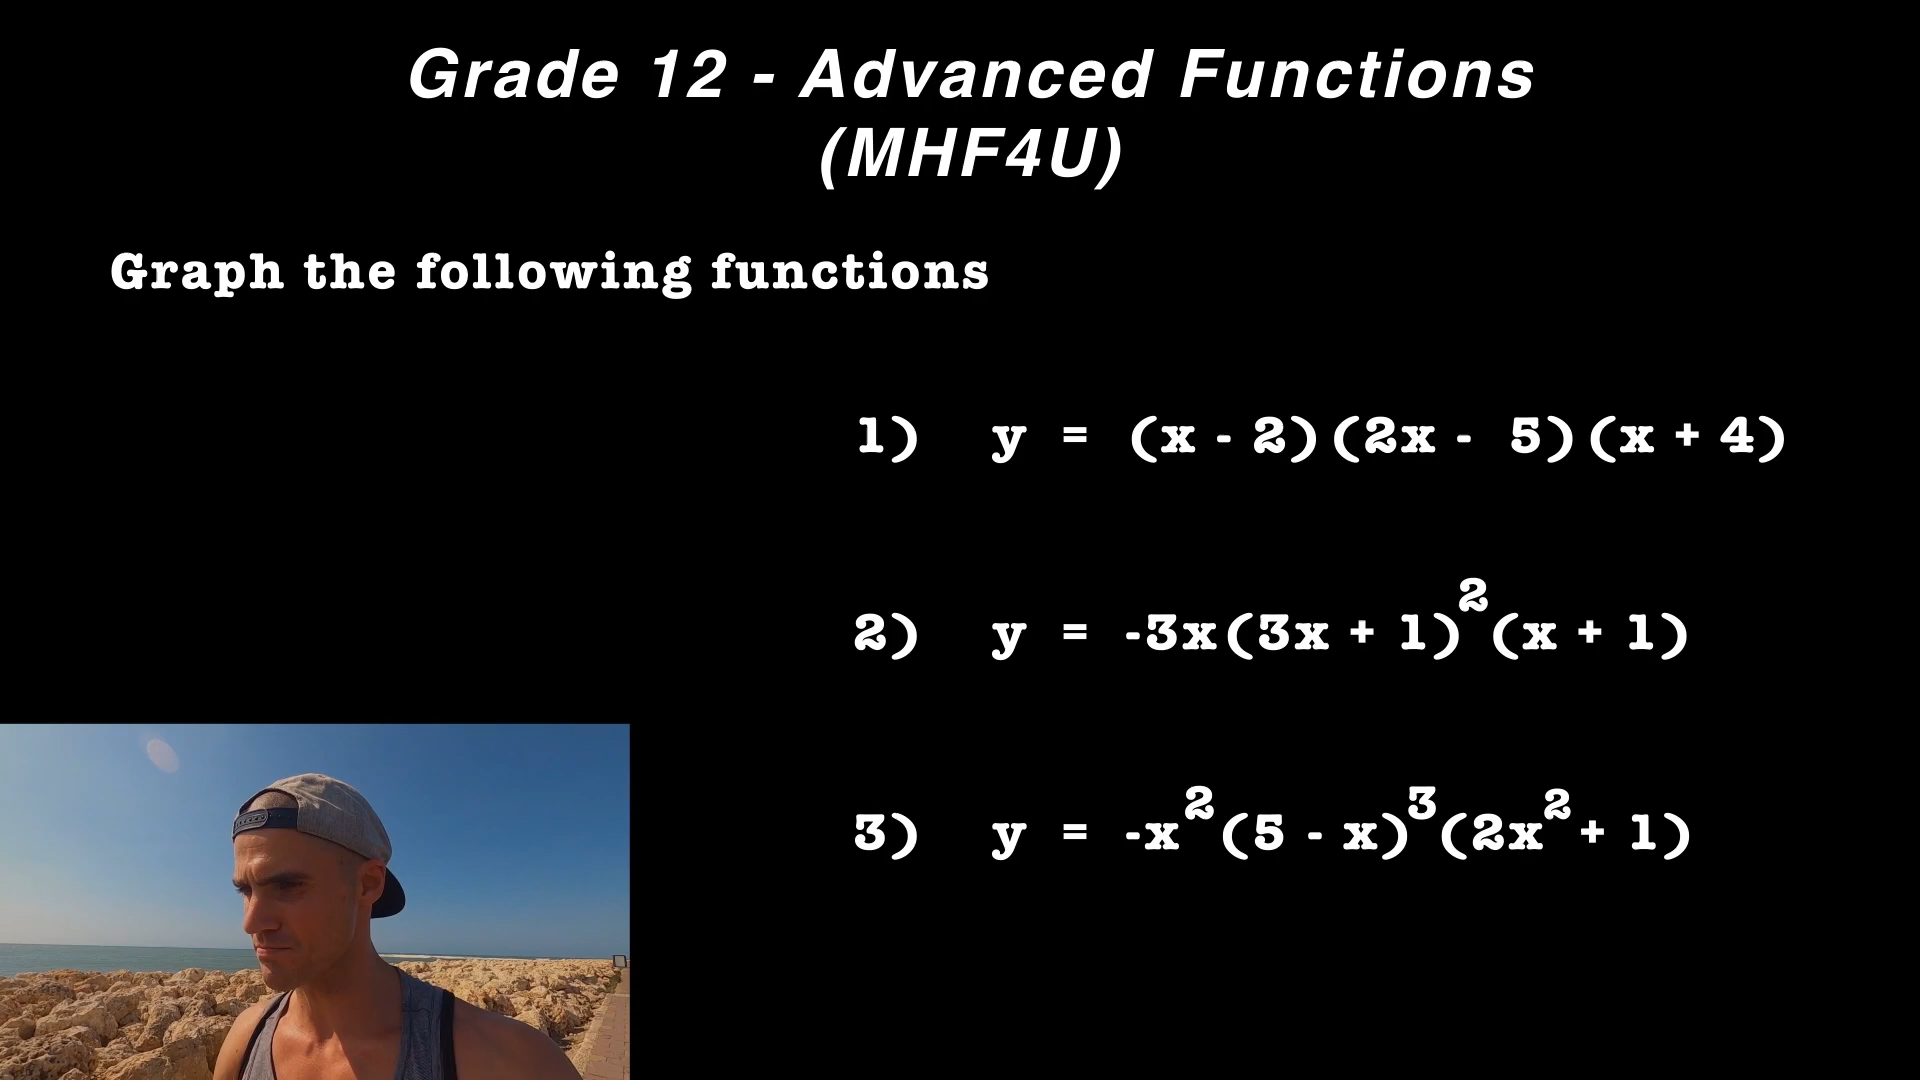 Grade 12 - Advanced Functions
(MHF4U)
Graph the following functions
1) y = (x - 2)(2x - 5)(x + 4)
2) y = -3x(3x + 1)²(x + 1)
3) y = -x²(5 - x)³(2x² + 1)